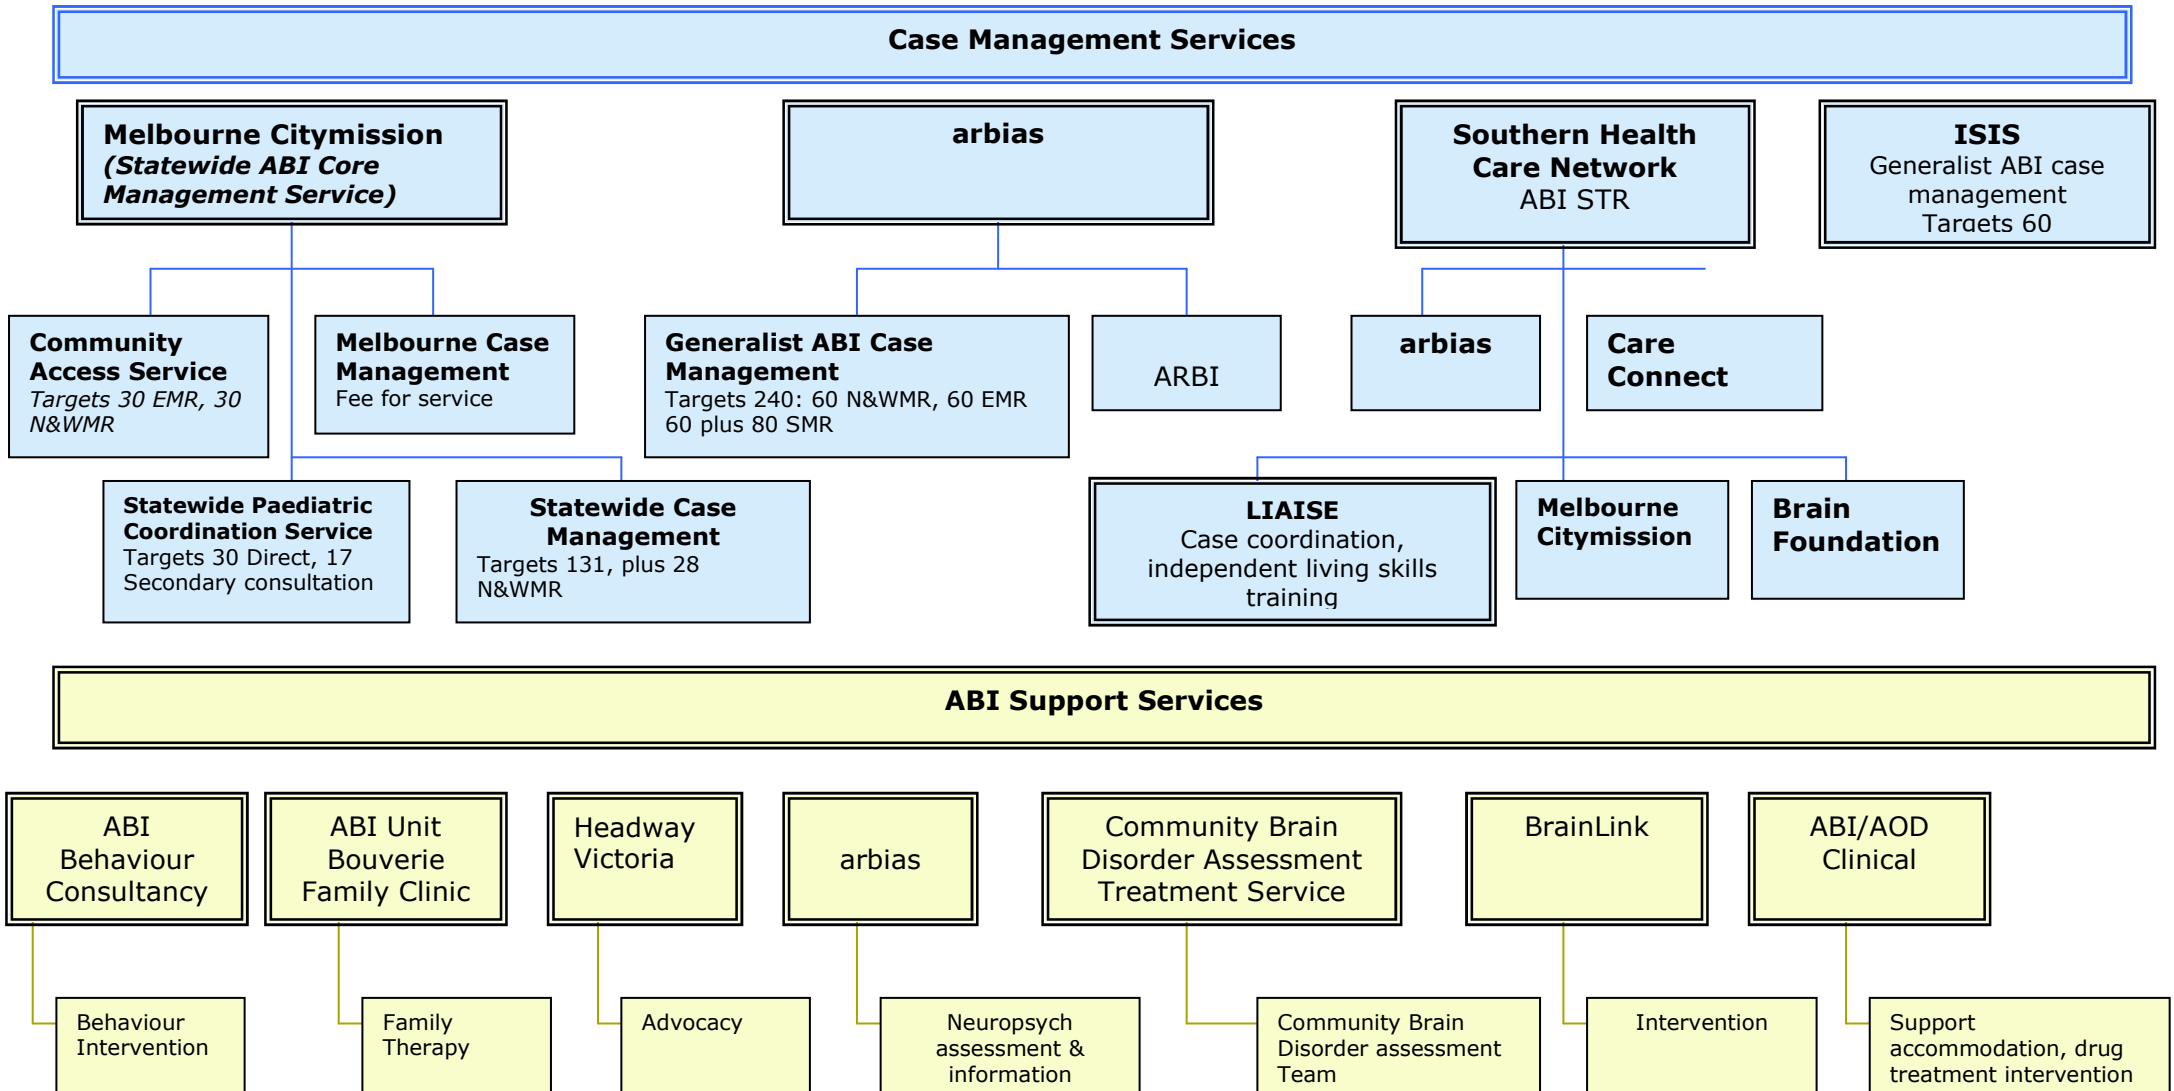 Case Management Services
Melbourne Citymission
(Statewide ABI Core
Management Service)
arbias
Southern Health
Care Network
ABI STR
ISIS
Generalist ABI case
management
Targets 60
Community
Access Service
Targets 30 EMR, 30
N&WMR
Melbourne Case
Management
Fee for service
Generalist ABI Case
Management
Targets 240: 60 N&WMR, 60 EMR
60 plus 80 SMR
ARBI
arbias
Care
Connect
Statewide Paediatric
Coordination Service
Targets 30 Direct, 17
Secondary consultation
Statewide Case
Management
Targets 131, plus 28
N&WMR
LIAISE
Case coordination,
independent living skills
training
Melbourne
Citymission
Brain
Foundation
ABI Support Services
ABI
Behaviour
Consultancy
ABI Unit
Bouverie
Family Clinic
Headway
Victoria
arbias
Community Brain
Disorder Assessment
Treatment Service
BrainLink
ABI/AOD
Clinical
Behaviour
Intervention
Family
Therapy
Advocacy
Neuropsych
assessment &
information
Community Brain
Disorder assessment
Team
Intervention
Support
accommodation, drug
treatment intervention